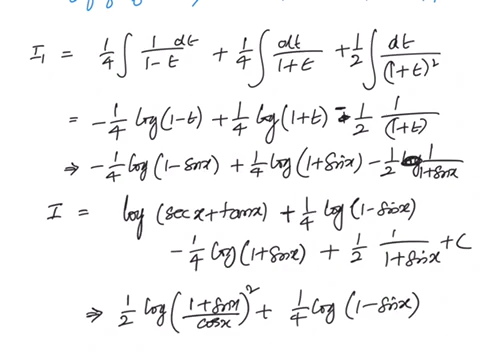 I₁ = 1/4 ∫ 1/(1-t) dt + 1/4 ∫ dt/(1+t) + 1/2 ∫ dt/(1+t)²
= -1/4 log(1-t) + 1/4 log(1+t) - 1/2 1/(1+t)
⇒ -1/4 log(1-sinx) + 1/4 log(1+sinx) - 1/2 1/(1+sinx)
I = log(secx+tanx) + 1/4 log(1-sinx)
-1/4 log(1+sinx) + 1/2 1/(1+sinx) + C
⇒ 1/2 log((1+sinx)/cosx)² + 1/4 log(1-sinx)